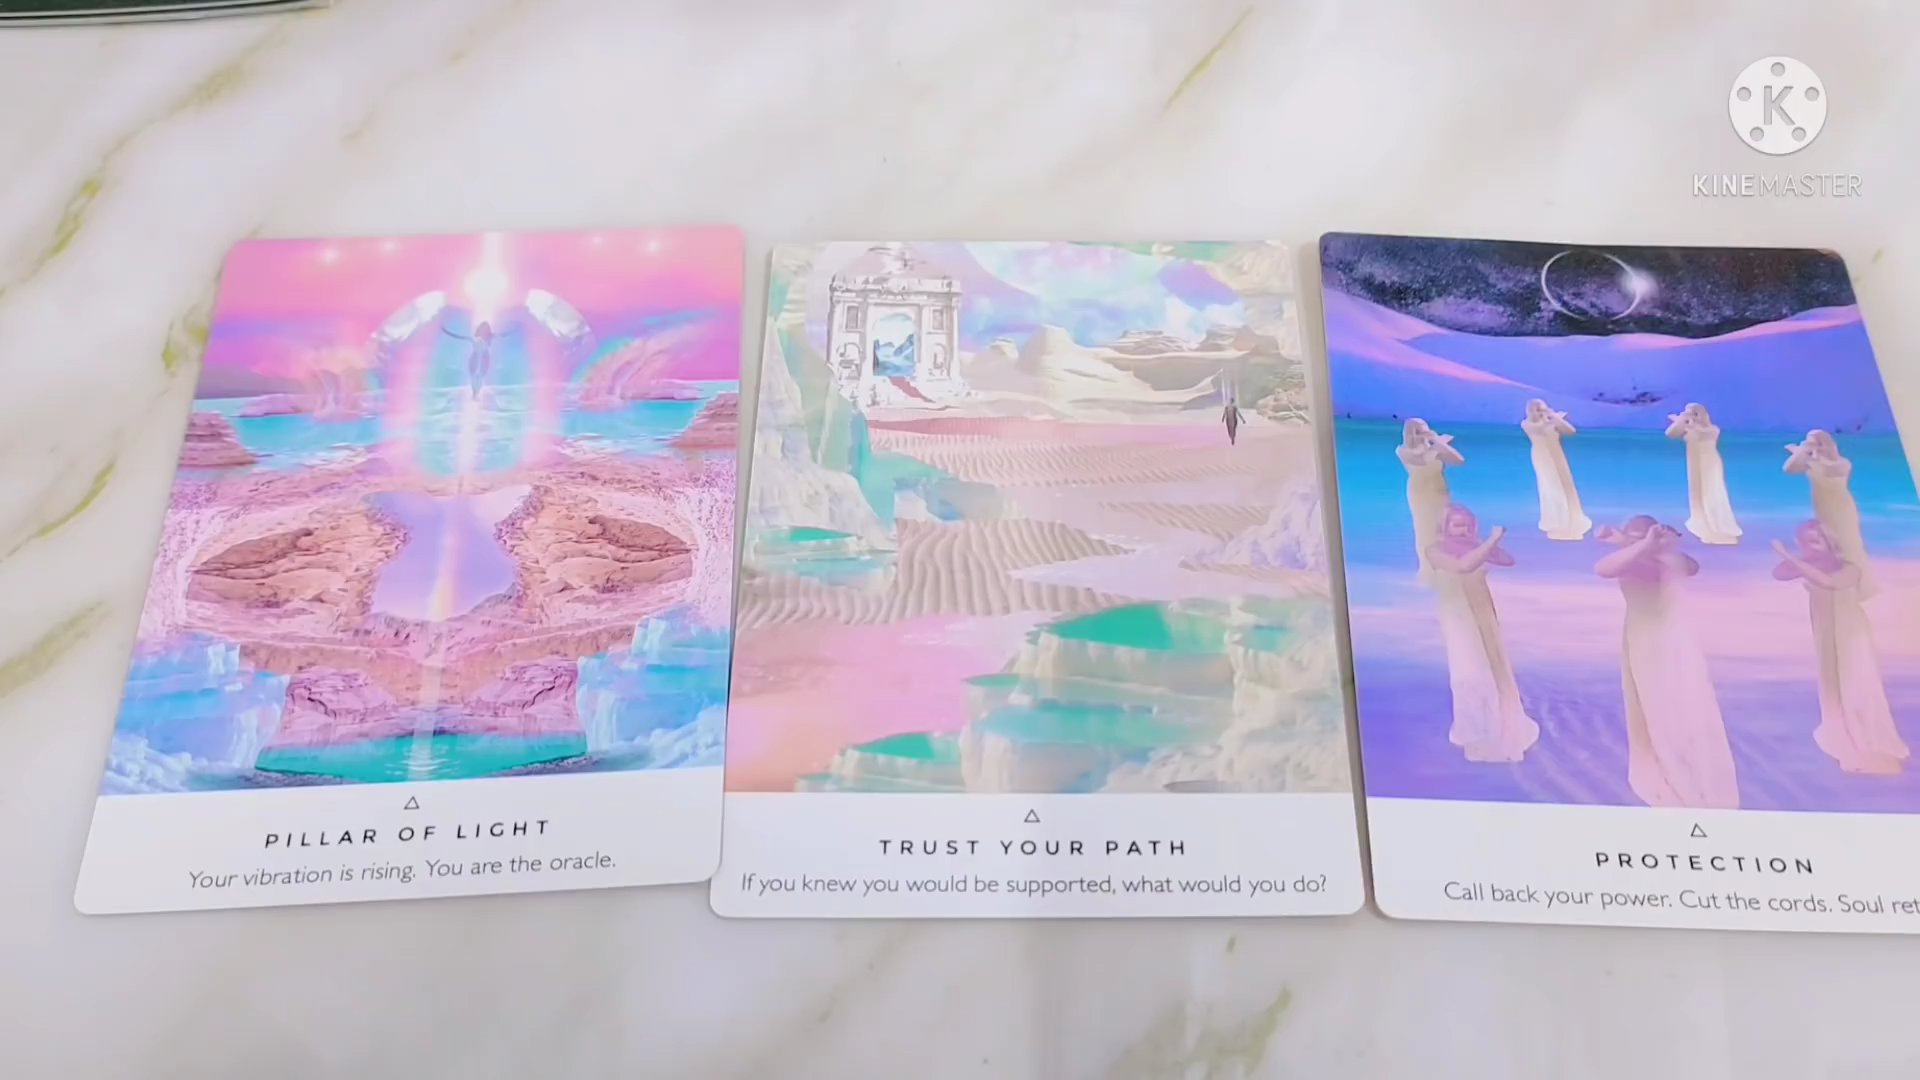 K
KINEMASTER
PILLAR OF LIGHT
Your vibration is rising. You are the oracle.
TRUST YOUR PATH
If you knew you would be supported, what would you do?
PROTECTION
Call back your power. Cut the cords. Soul